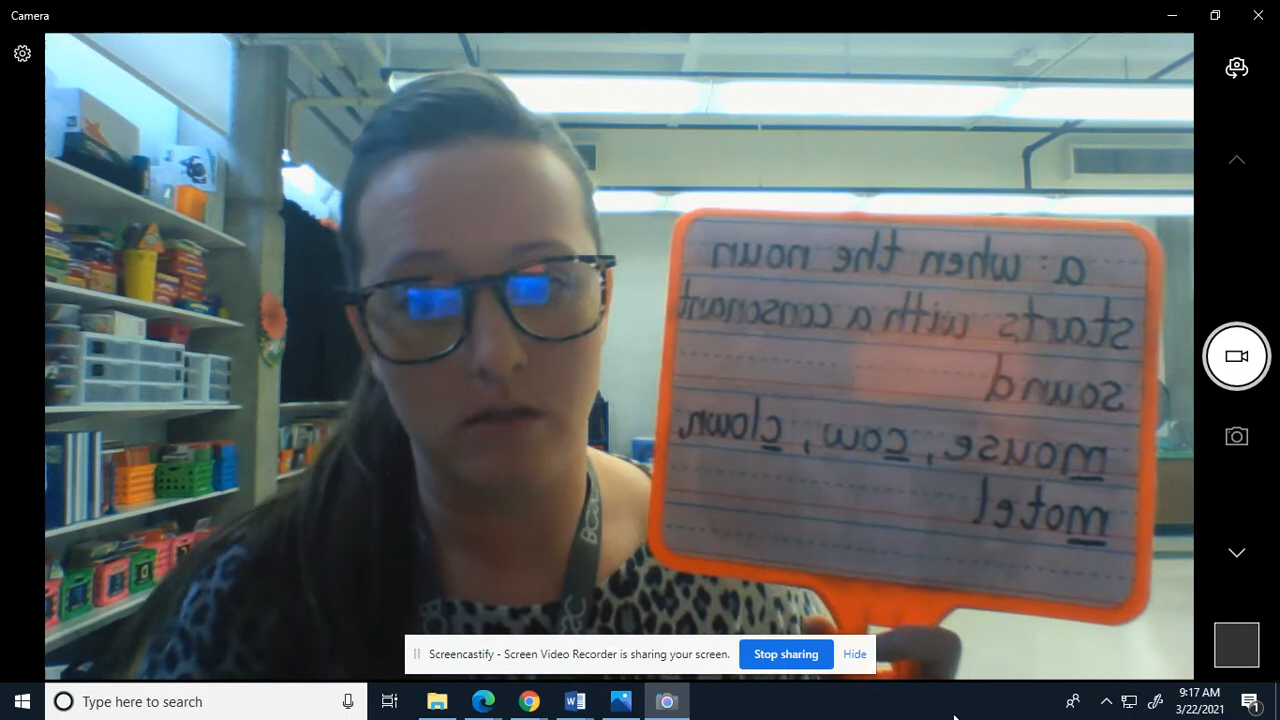 Camera
a: when the noun
starts with a consonant
sound
mouse, cow, clown,
motel
Screencastify - Screen Video Recorder is sharing your screen.
Stop sharing
Hide
Type here to search
9:17 AM
3/22/2021
1